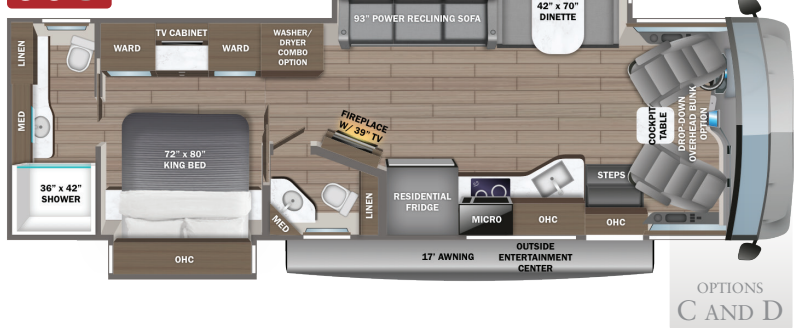 93" POWER RECLINING SOFA
42" x 70"
DINETTE
TV CABINET
WARD
WARD
WASHER/
DRYER
COMBO
OPTION
LINEN
MED
72" x 80"
KING BED
36" x 42"
SHOWER
OHC
FIREPLACE
W/ 39" TV
MED
LINEN
RESIDENTIAL
FRIDGE
MICRO
OHC
STEPS
OHC
COCKPIT
TABLE
DROP-DOWN
OVERHEAD BUNK
OPTION
17' AWNING
OUTSIDE
ENTERTAINMENT
CENTER
OPTIONS
C AND D